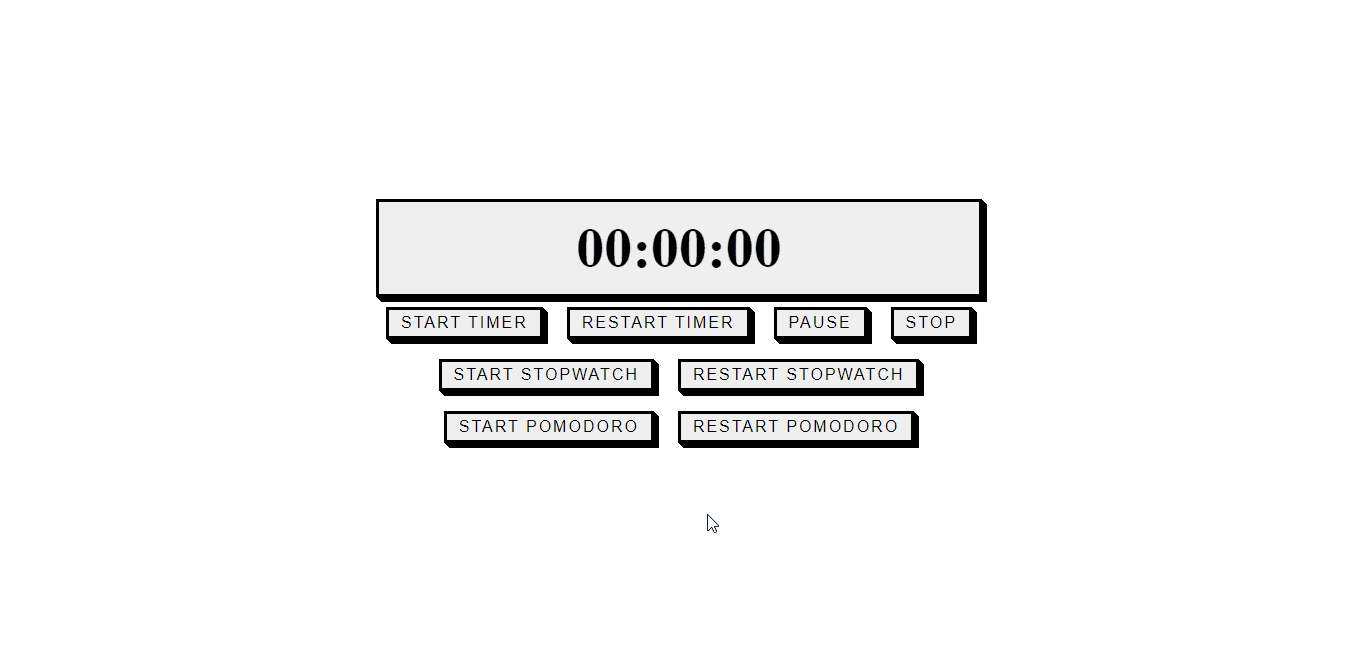 00:00:00
START TIMER RESTART TIMER PAUSE STOP
START STOPWATCH RESTART STOPWATCH
START POMODORO RESTART POMODORO